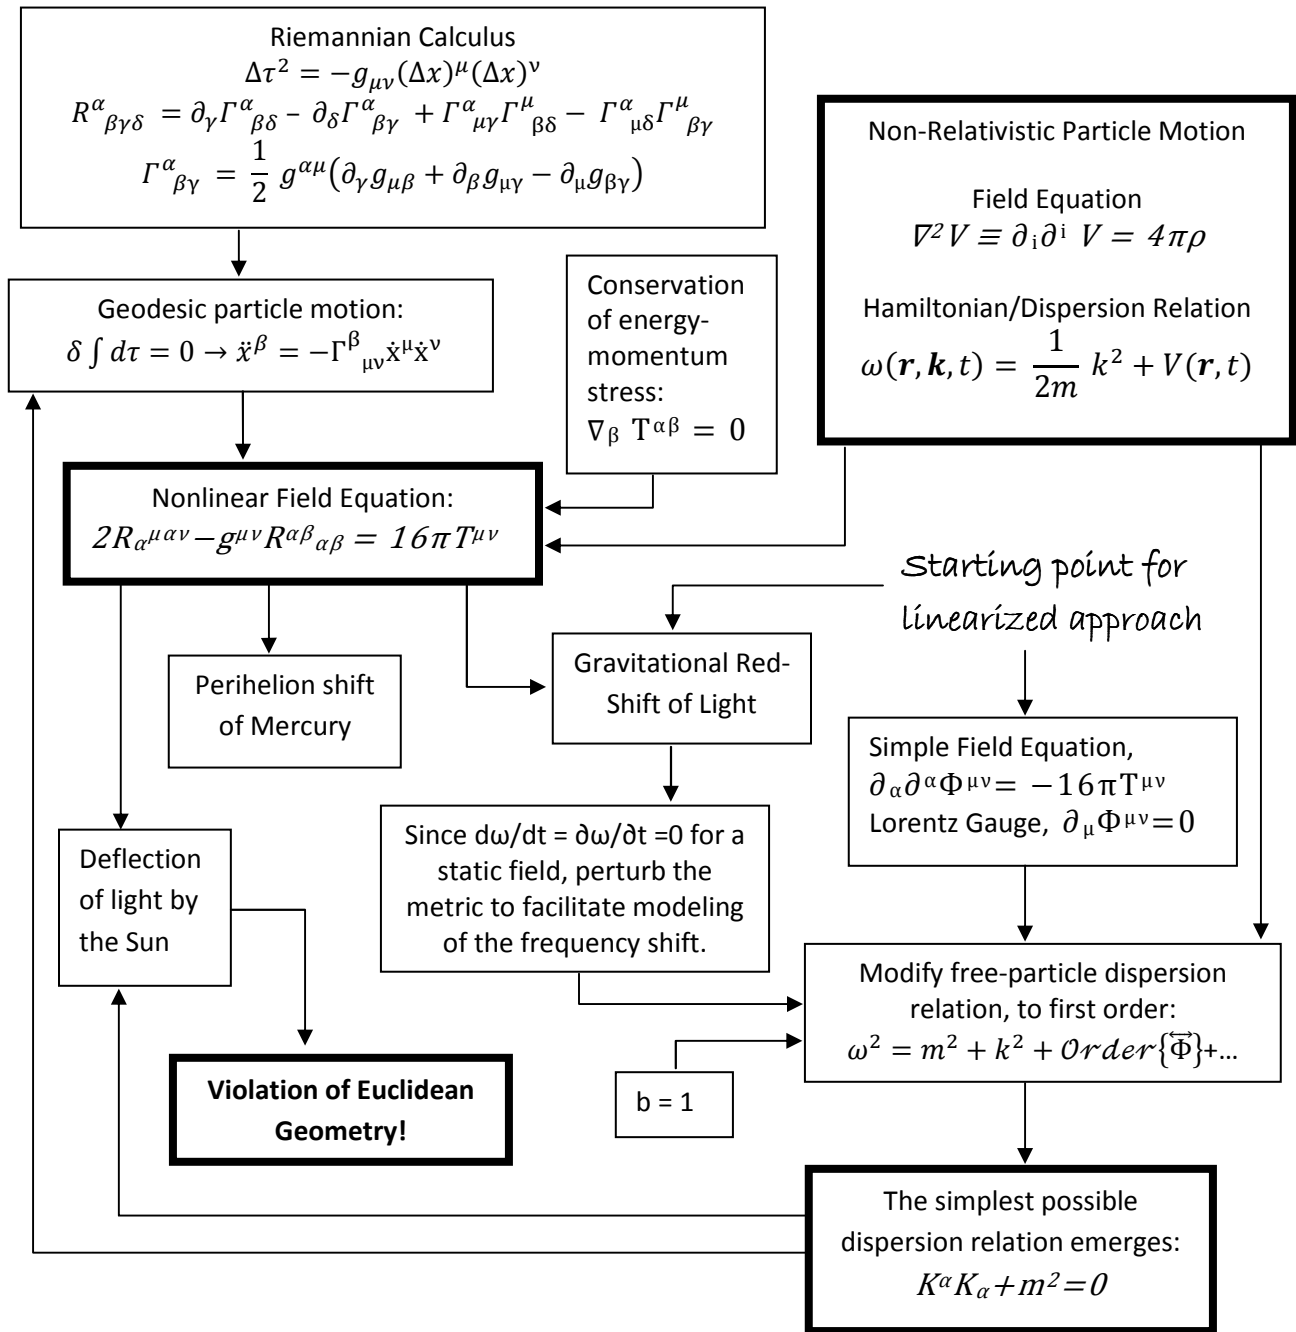 Riemannian Calculus
Δτ² = −g_μν(Δx)^μ(Δx)^ν
R^α_βγδ = ∂_γΓ^α_βδ – ∂_δΓ^α_βγ + Γ^α_μγΓ^μ_βδ − Γ^α_μδΓ^μ_βγ
Γ^α_βγ = 1/2 g^αμ(∂_γg_μβ + ∂_βg_μγ − ∂_μg_βγ)
Non-Relativistic Particle Motion
Field Equation
∇²V ≡ ∂_i∂^i V = 4πρ
Hamiltonian/Dispersion Relation
ω(r, k, t) = 1/2m k² + V(r, t)
Geodesic particle motion:
δ∫dτ = 0 → ẍ^β = −Γ^β_μνẋ^μẋ^ν
Conservation
of energy-
momentum
stress:
∇_β T^αβ = 0
Nonlinear Field Equation:
2R_α^μαν−g^μνR^αβ_αβ = 16πT^μν
Starting point for
linearized approach
Perihelion shift
of Mercury
Gravitational Red-
Shift of Light
Simple Field Equation,
∂_α∂^αΦ^μν= −16πT^μν
Lorentz Gauge, ∂_μΦ^μν=0
Deflection
of light by
the Sun
Since dω/dt = ∂ω/∂t =0 for a
static field, perturb the
metric to facilitate modeling
of the frequency shift.
Modify free-particle dispersion
relation, to first order:
ω² = m² + k² + Order{Φ⃡}+…
b = 1
Violation of Euclidean
Geometry!
The simplest possible
dispersion relation emerges:
K^αK_α+m²=0